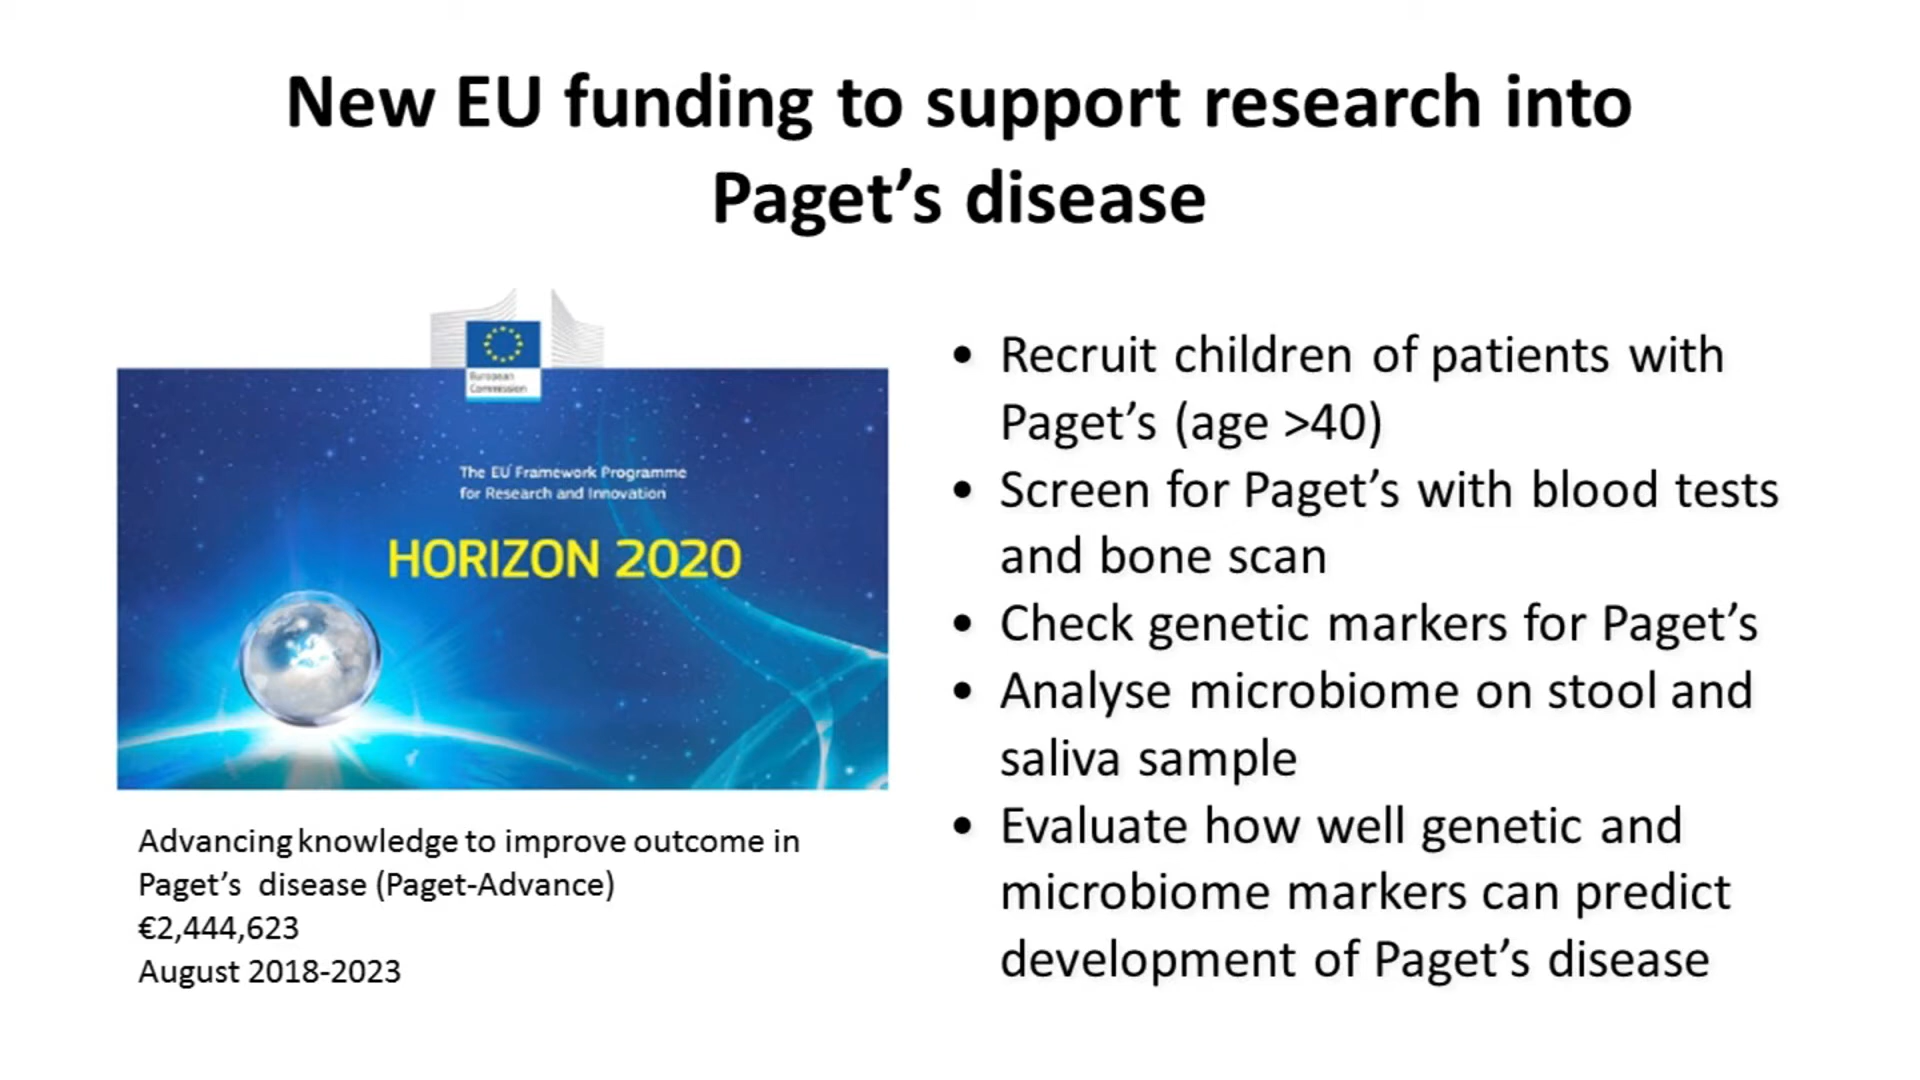 New EU funding to support research into
Paget’s disease
European
Commission
The EU Framework Programme
for Research and Innovation
HORIZON 2020
Advancing knowledge to improve outcome in
Paget’s disease (Paget-Advance)
€2,444,623
August 2018-2023
• Recruit children of patients with
Paget’s (age >40)
• Screen for Paget’s with blood tests
and bone scan
• Check genetic markers for Paget’s
• Analyse microbiome on stool and
saliva sample
• Evaluate how well genetic and
microbiome markers can predict
development of Paget’s disease